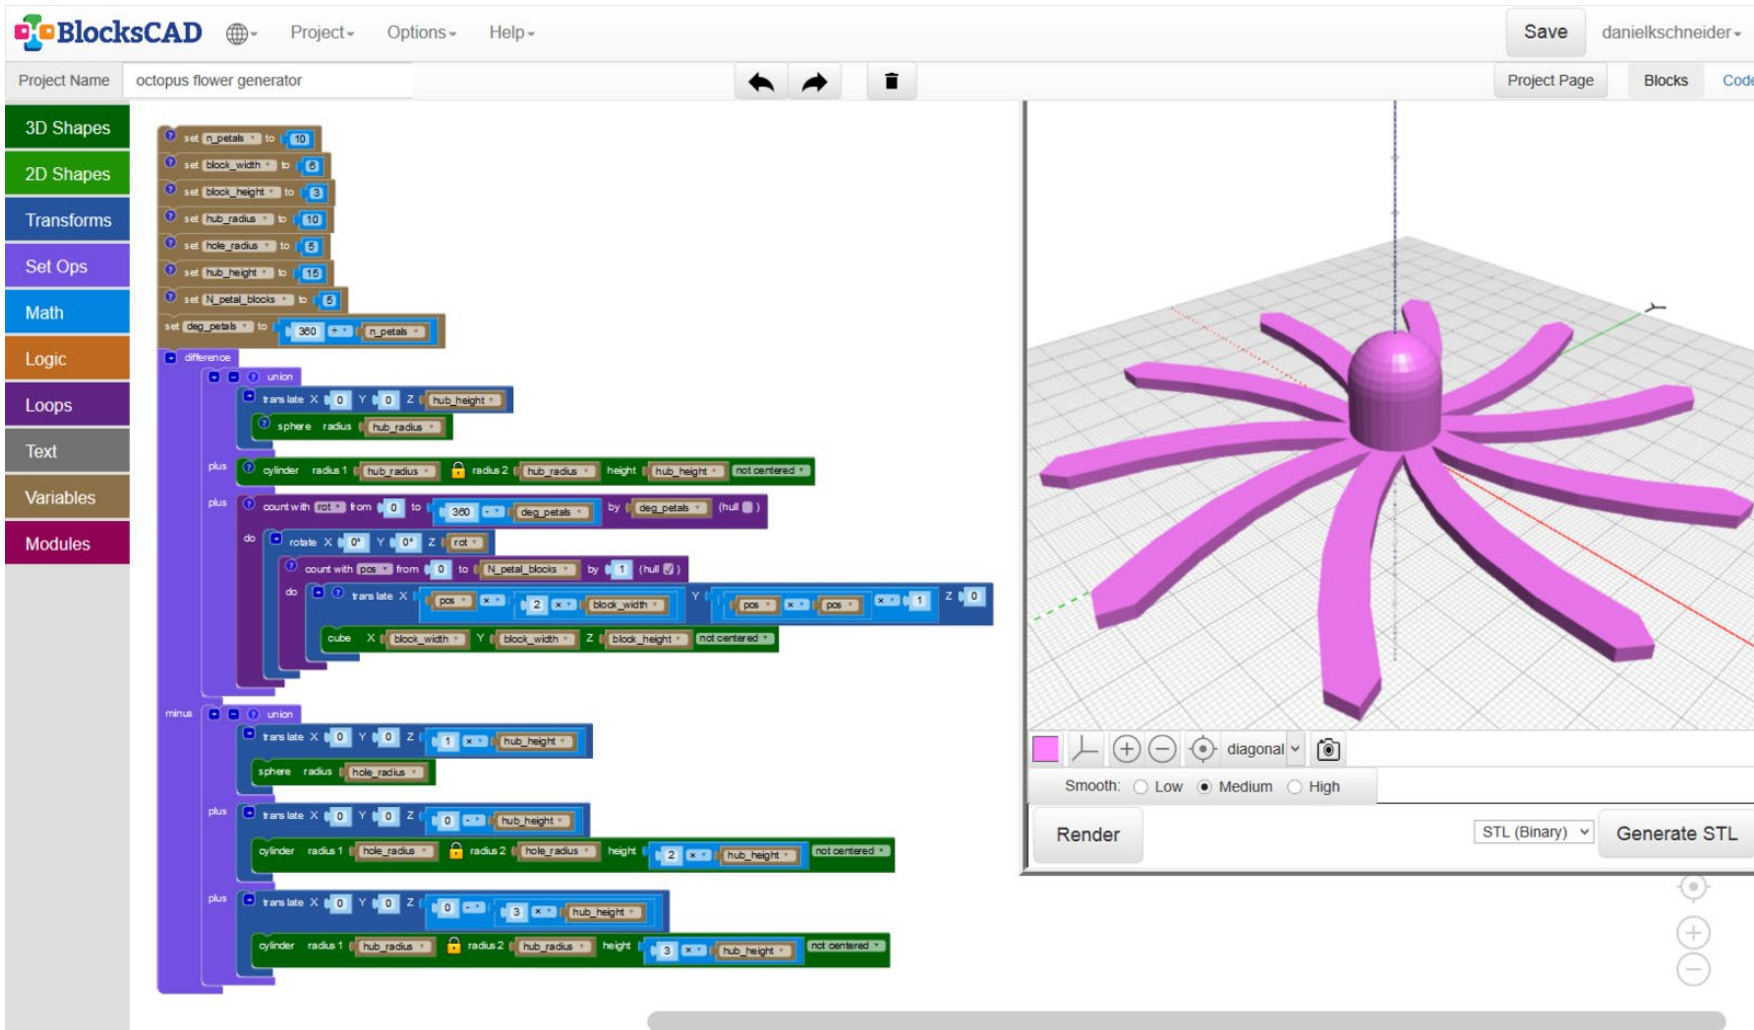 BlocksCAD Project Options Help Save danielkschneider
Project Name octopus flower generator Project Page Blocks Code
3D Shapes
2D Shapes
Transforms
Set Ops
Math
Logic
Loops
Text
Variables
Modules
set n_petals to 10
set block_width to 6
set block_height to 3
set hub_radius to 10
set hole_radius to 5
set hub_height to 15
set N_petal_blocks to 5
set deg_petals to 360 ÷ n_petals
difference
union
translate X 0 Y 0 Z hub_height
sphere radius hub_radius
plus cylinder radius 1 hub_radius radius 2 hub_radius height hub_height not centered
plus count with rot from 0 to 360 - deg_petals by deg_petals (hull )
do rotate X 0° Y 0° Z rot
count with pos from 0 to N_petal_blocks by 1 (hull )
do translate X pos × 2 × block_width Y pos × pos × 1 Z 0
cube X block_width Y block_width Z block_height not centered
minus union
translate X 0 Y 0 Z 1 × hub_height
sphere radius hole_radius
plus translate X 0 Y 0 Z 0 - hub_height
cylinder radius 1 hole_radius radius 2 hole_radius height 2 × hub_height not centered
plus translate X 0 Y 0 Z 0 - 3 × hub_height
cylinder radius 1 hub_radius radius 2 hub_radius height 3 × hub_height not centered
Y
diagonal
Smooth: Low Medium High
Render STL (Binary) Generate STL